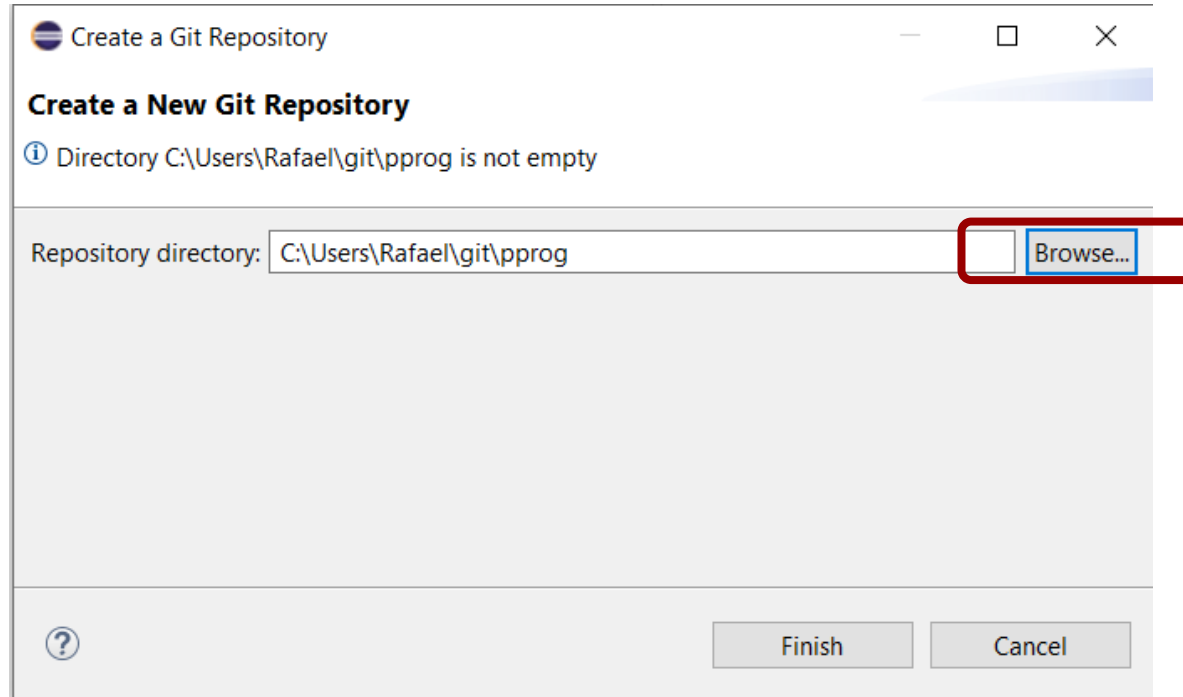 Create a Git Repository
Create a New Git Repository
Directory C:\Users\Rafael\git\pprog is not empty
Repository directory: C:\Users\Rafael\git\pprog Browse...
Finish Cancel